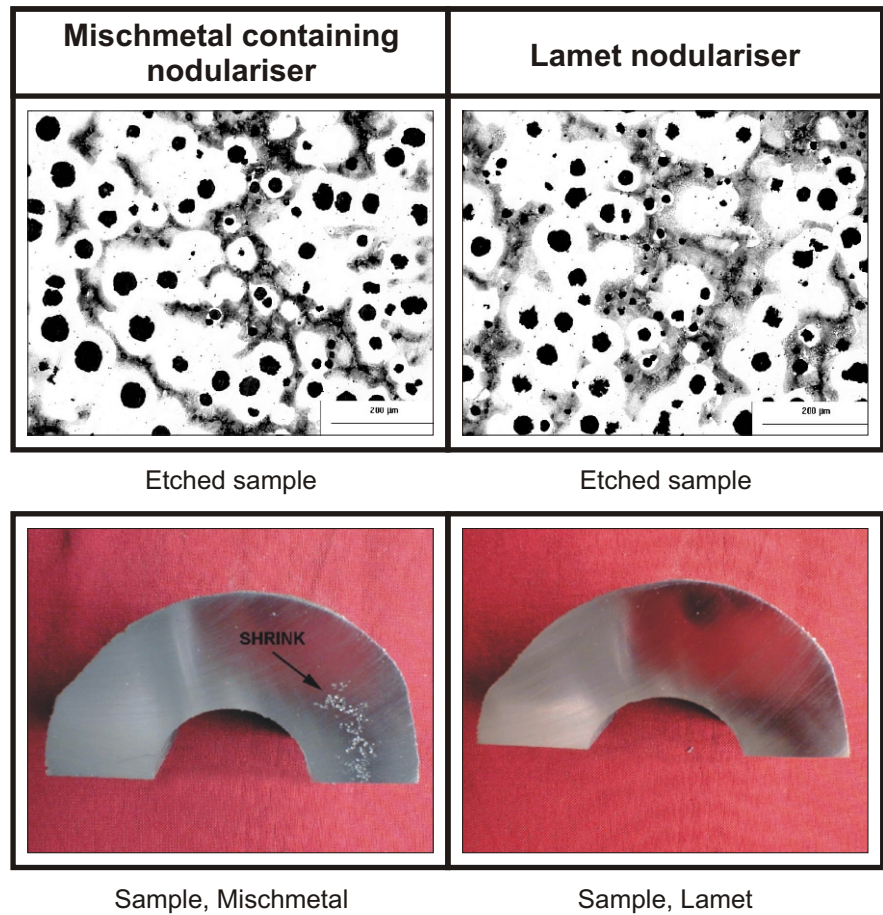 Mischmetal containing
nodulariser
Lamet nodulariser
200 µm
200 µm
Etched sample
Etched sample
SHRINK
Sample, Mischmetal
Sample, Lamet